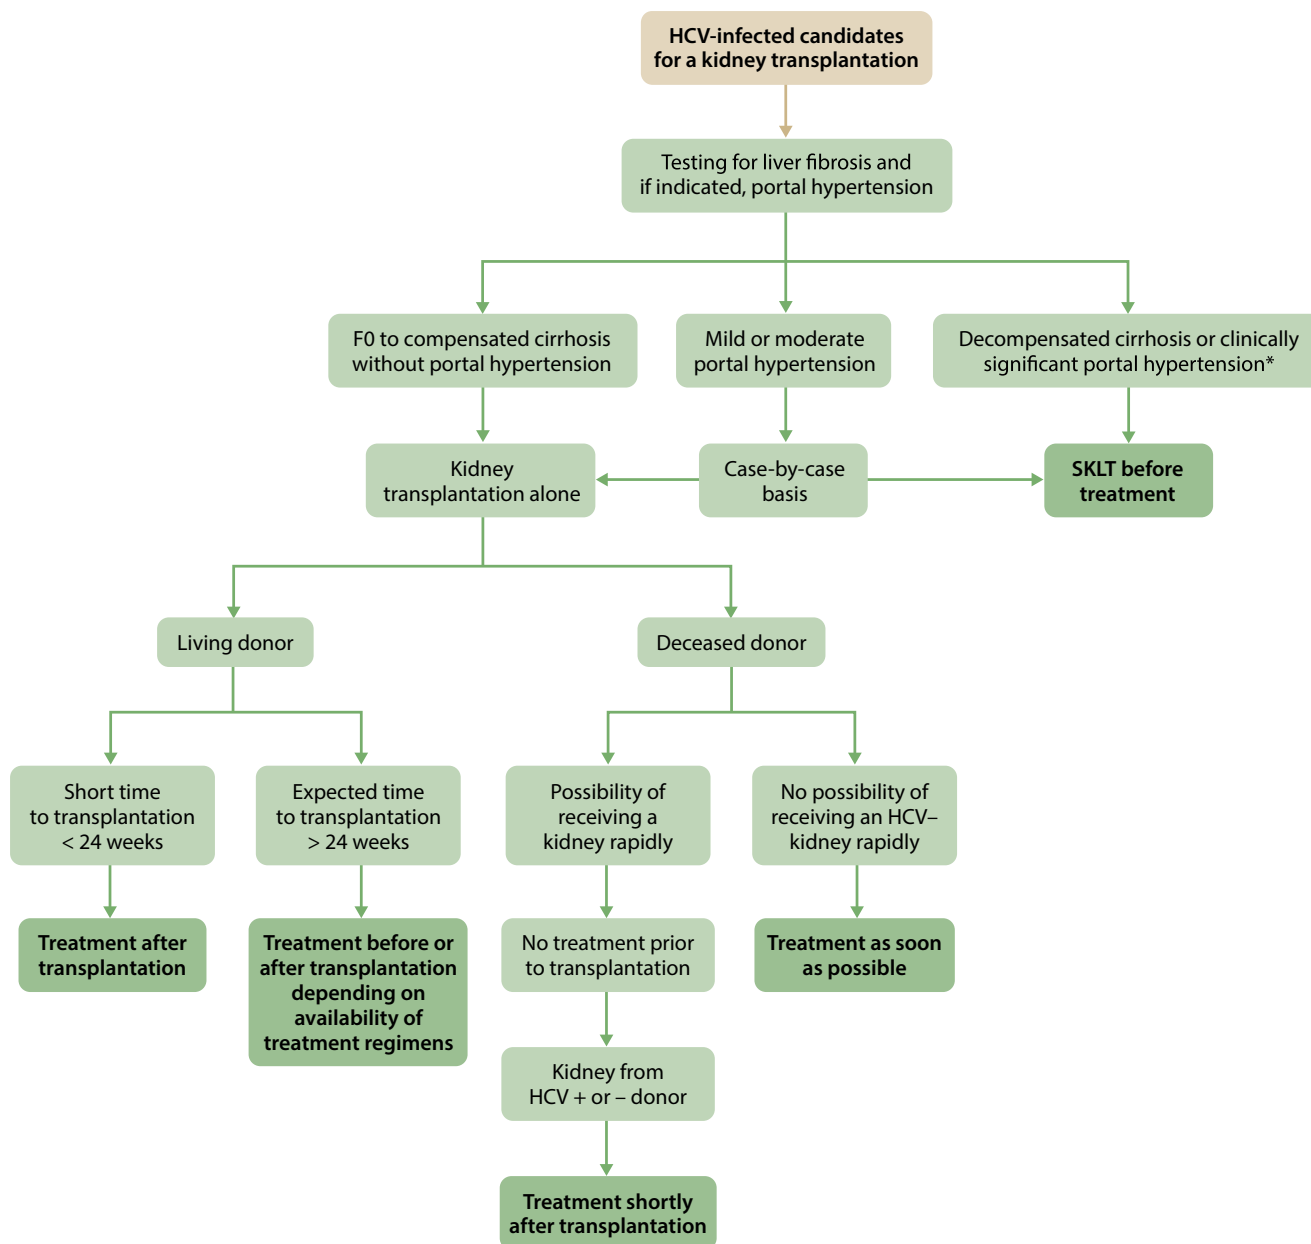 HCV-infected candidates
for a kidney transplantation
Testing for liver fibrosis and
if indicated, portal hypertension
F0 to compensated cirrhosis
without portal hypertension
Mild or moderate
portal hypertension
Decompensated cirrhosis or clinically
significant portal hypertension*
Kidney
transplantation alone
Case-by-case
basis
SKLT before
treatment
Living donor
Deceased donor
Short time
to transplantation
< 24 weeks
Expected time
to transplantation
> 24 weeks
Possibility of
receiving a
kidney rapidly
No possibility of
receiving an HCV–
kidney rapidly
Treatment after
transplantation
Treatment before or
after transplantation
depending on
availability of
treatment regimens
No treatment prior
to transplantation
Treatment as soon
as possible
Kidney from
HCV + or – donor
Treatment shortly
after transplantation